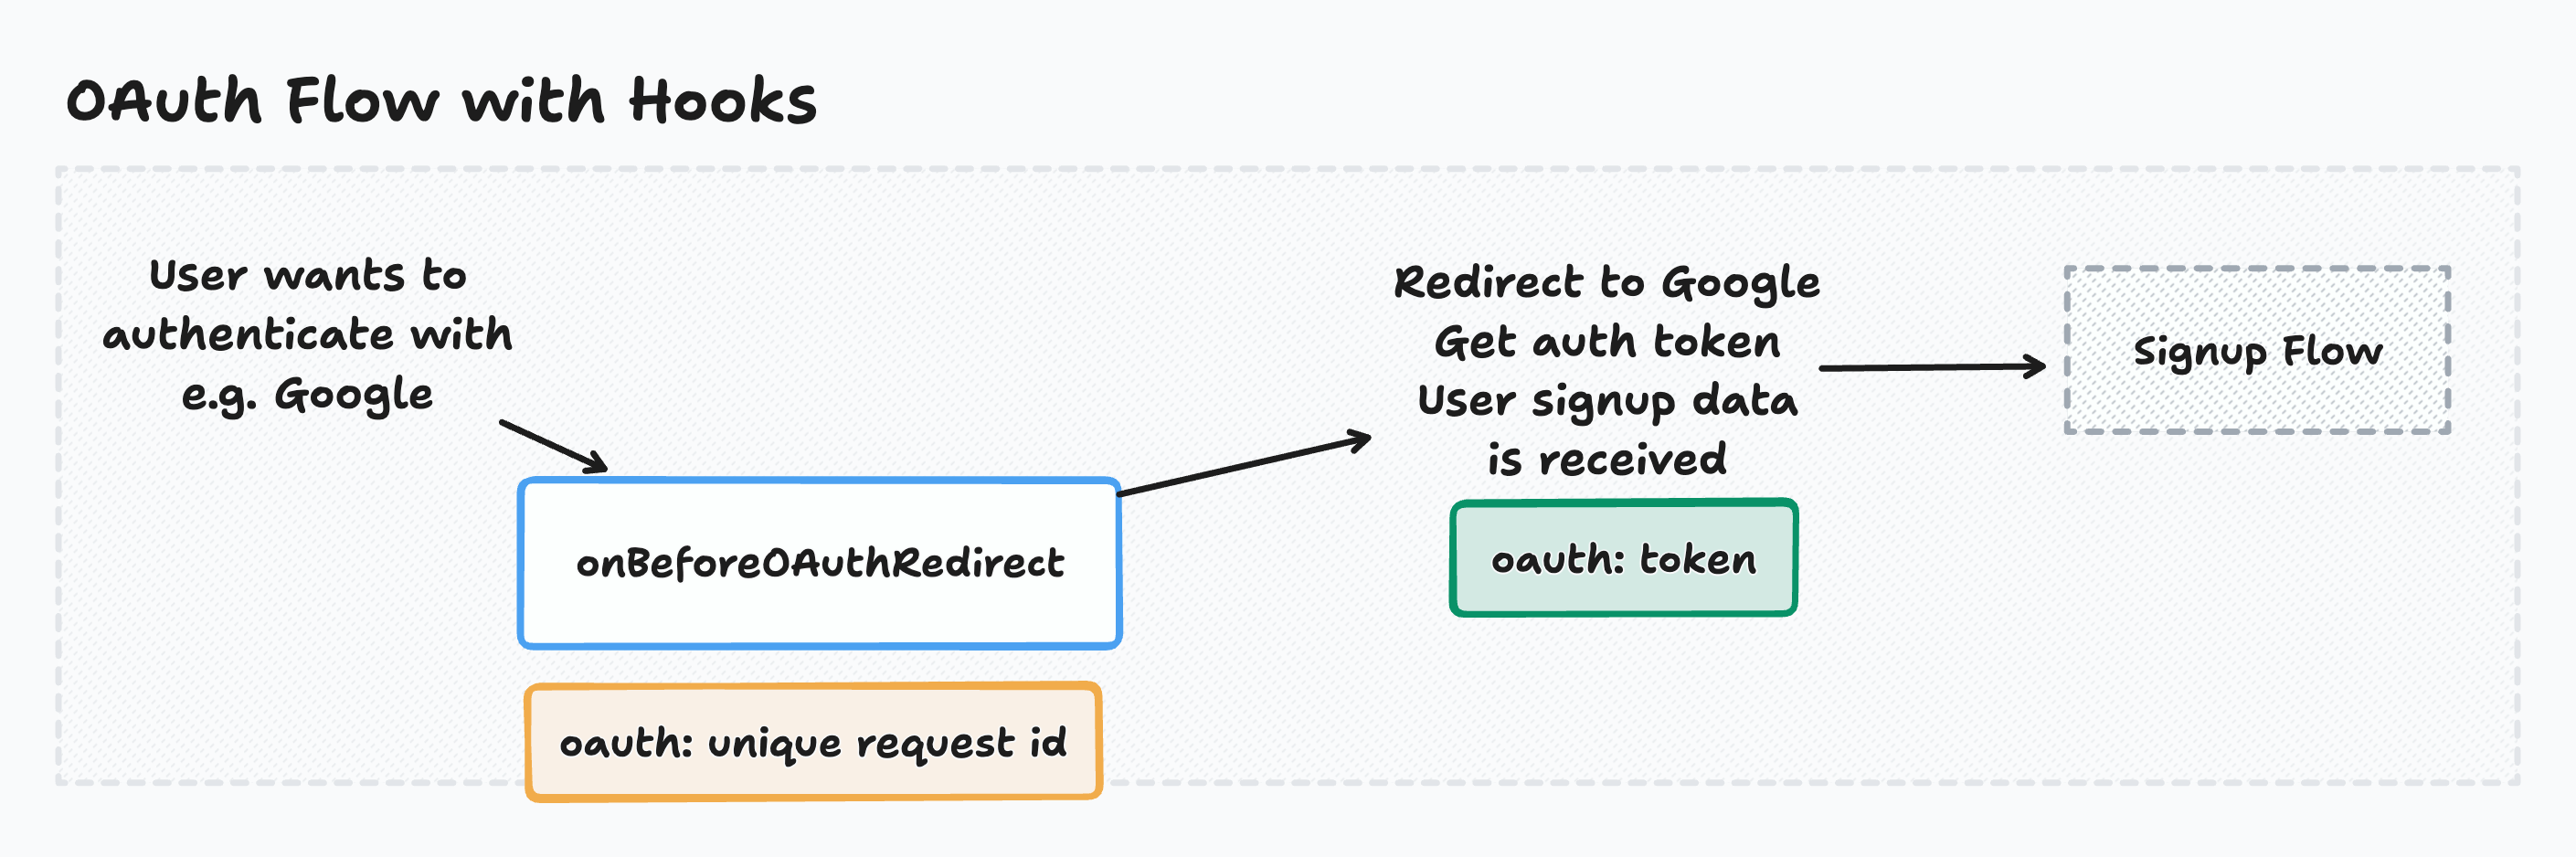 OAuth Flow with Hooks
User wants to
authenticate with
e.g. Google
onBeforeOAuthRedirect
oauth: unique request id
Redirect to Google
Get auth token
User signup data
is received
oauth: token
Signup Flow